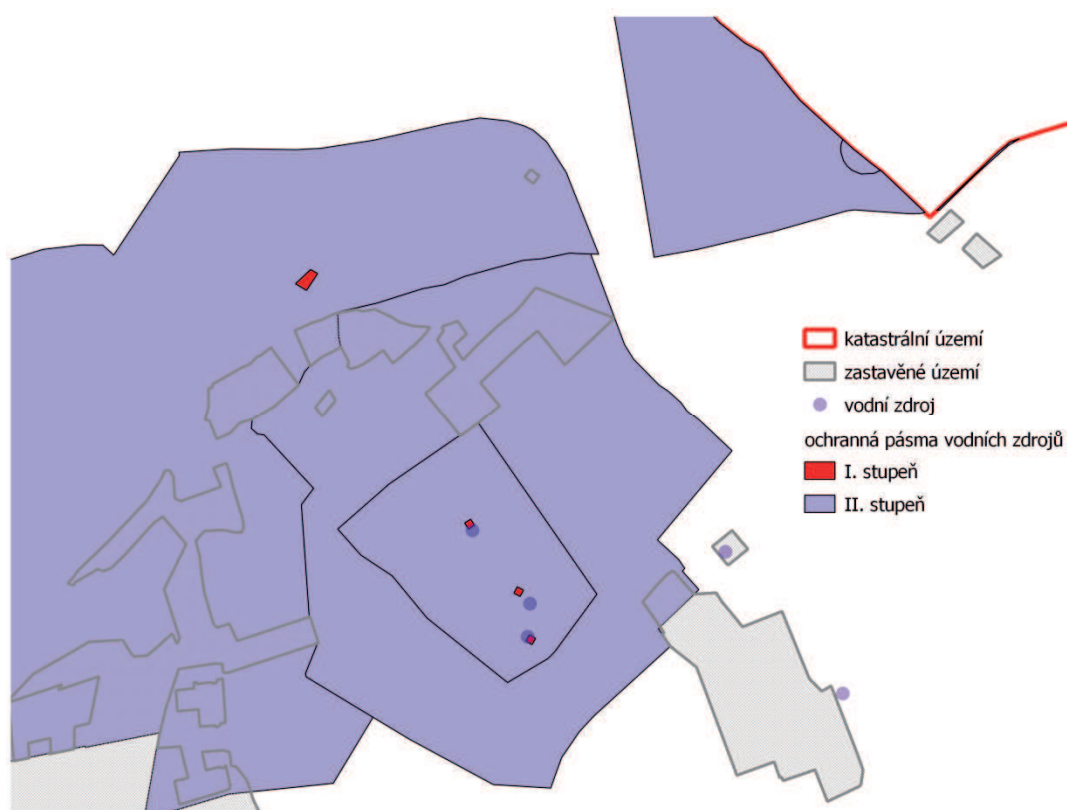 katastrální území
zastavěné území
vodní zdroj
ochranná pásma vodních zdrojů
I. stupeň
II. stupeň